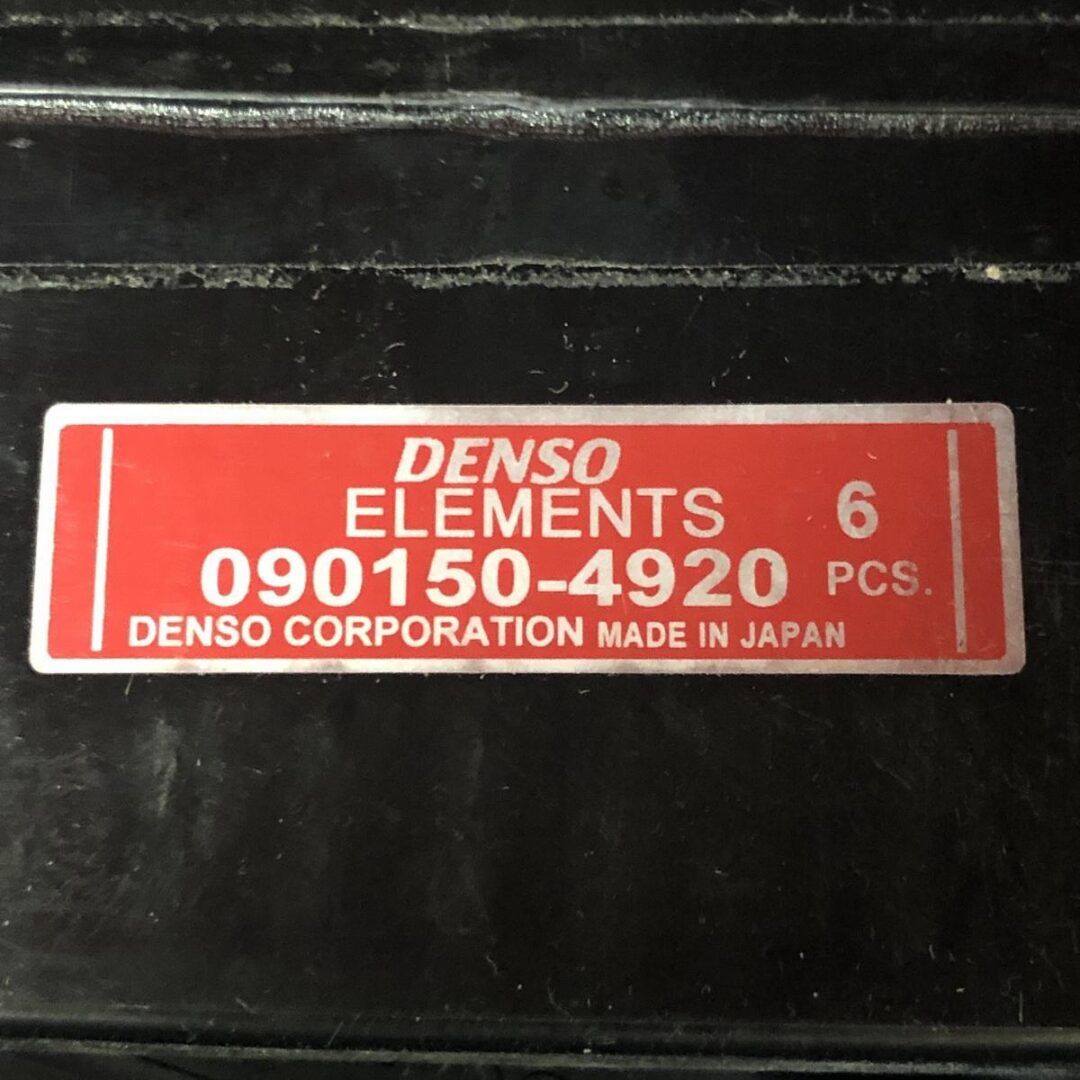 DENSO
ELEMENTS 6
090150-4920 PCS.
DENSO CORPORATION MADE IN JAPAN